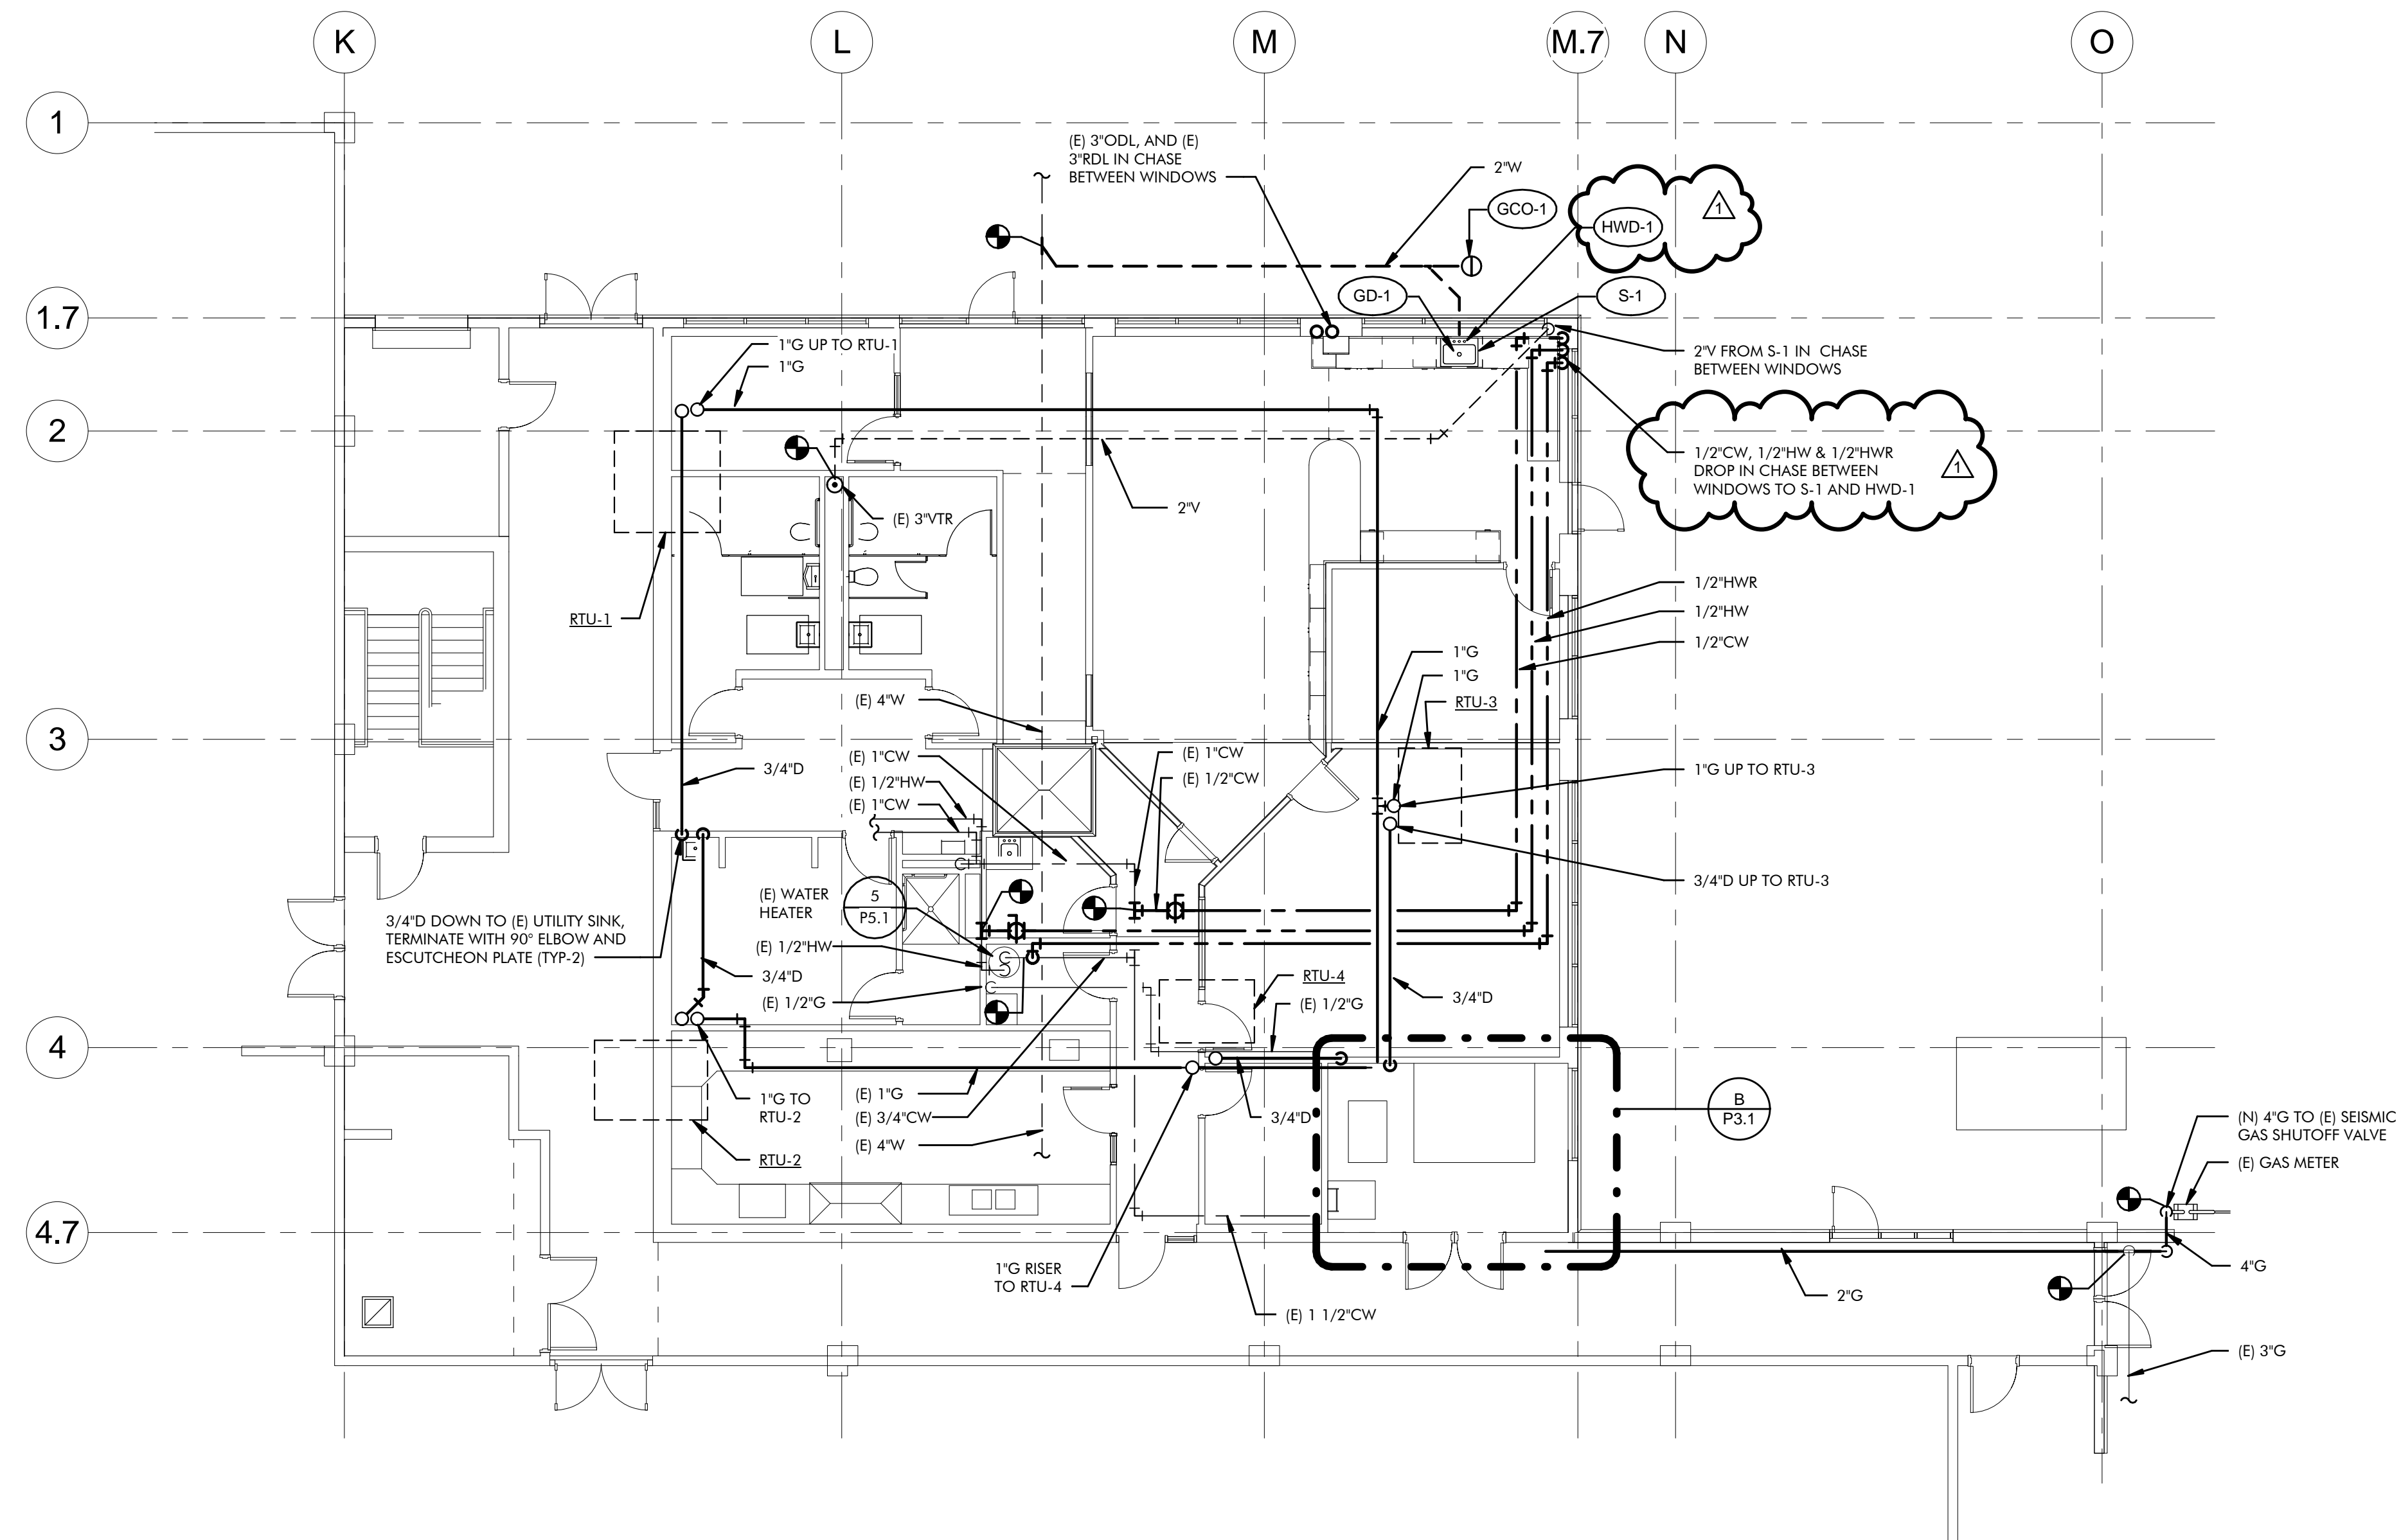 K
L
M
M.7
N
O
1
1.7
2
3
4
4.7
(E) 3"ODL, AND (E)
3"RDL IN CHASE
BETWEEN WINDOWS
2"W
GCO-1
HWD-1
1
GD-1
S-1
1"G UP TO RTU-1
1"G
2"V FROM S-1 IN CHASE
BETWEEN WINDOWS
1/2"CW, 1/2"HW & 1/2"HWR
DROP IN CHASE BETWEEN
WINDOWS TO S-1 AND HWD-1
1
2"V
(E) 3"VTR
RTU-1
1/2"HWR
1/2"HW
1/2"CW
1"G
1"G
RTU-3
(E) 4"W
(E) 1"CW
(E) 1/2"HW
(E) 1"CW
(E) 1"CW
(E) 1/2"CW
3/4"D
1"G UP TO RTU-3
3/4"D UP TO RTU-3
(E) WATER
HEATER
5
P5.1
3/4"D DOWN TO (E) UTILITY SINK,
TERMINATE WITH 90° ELBOW AND
ESCUTCHEON PLATE (TYP-2)
(E) 1/2"HW
3/4"D
(E) 1/2"G
RTU-4
(E) 1/2"G
3/4"D
1"G TO
RTU-2
(E) 1"G
(E) 3/4"CW
(E) 4"W
3/4"D
RTU-2
B
P3.1
(N) 4"G TO (E) SEISMIC
GAS SHUTOFF VALVE
(E) GAS METER
1"G RISER
TO RTU-4
(E) 1 1/2"CW
2"G
4"G
(E) 3"G